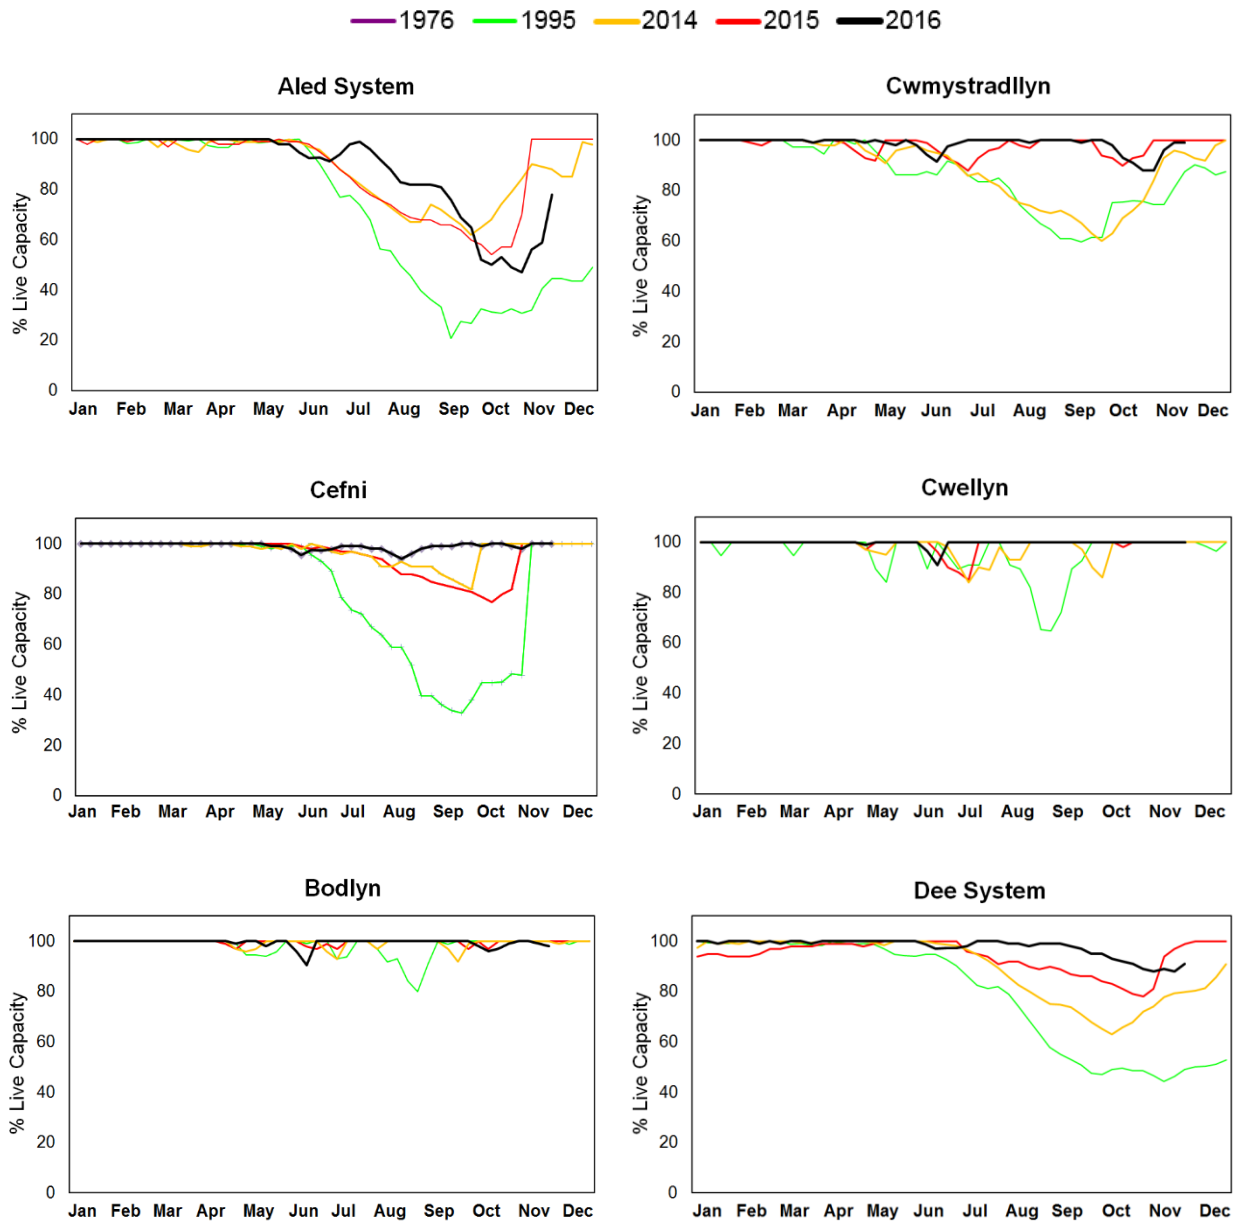 1976 1995 2014 2015 2016
Aled System
% Live Capacity
100
80
60
40
20
0
Jan Feb Mar Apr May Jun Jul Aug Sep Oct Nov Dec
Cwmystradllyn
% Live Capacity
100
80
60
40
20
0
Jan Feb Mar Apr May Jun Jul Aug Sep Oct Nov Dec
Cefni
% Live Capacity
100
80
60
40
20
0
Jan Feb Mar Apr May Jun Jul Aug Sep Oct Nov Dec
Cwellyn
% Live Capacity
100
80
60
40
20
0
Jan Feb Mar Apr May Jun Jul Aug Sep Oct Nov Dec
Bodlyn
% Live Capacity
100
80
60
40
20
0
Jan Feb Mar Apr May Jun Jul Aug Sep Oct Nov Dec
Dee System
% Live Capacity
100
80
60
40
20
0
Jan Feb Mar Apr May Jun Jul Aug Sep Oct Nov Dec